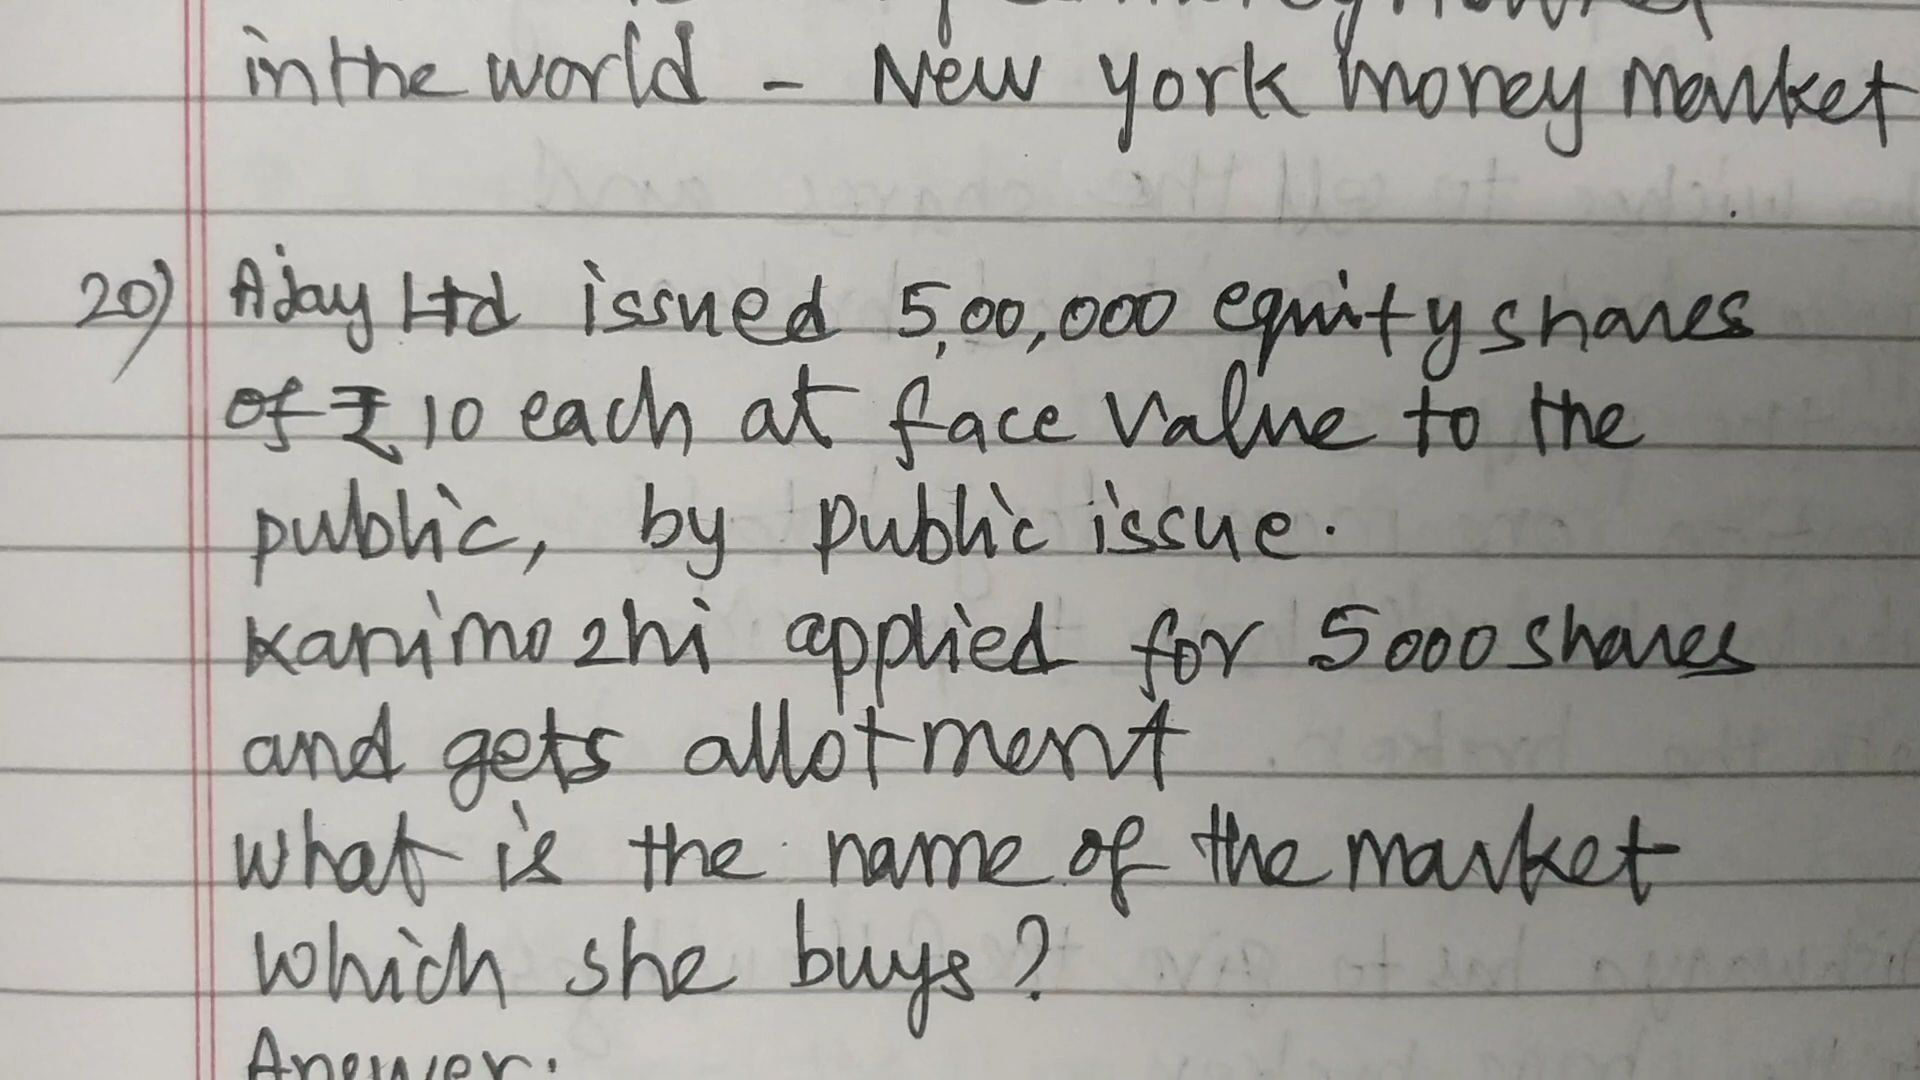 in the world - New york money market
20) Ajay Ltd issued 5,00,000 equity shares
of ₹ 10 each at face value to the
public, by public issue.
kanimozhi applied for 5000 shares
and gets allotment
what is the name of the market
which she buys?
Answer: